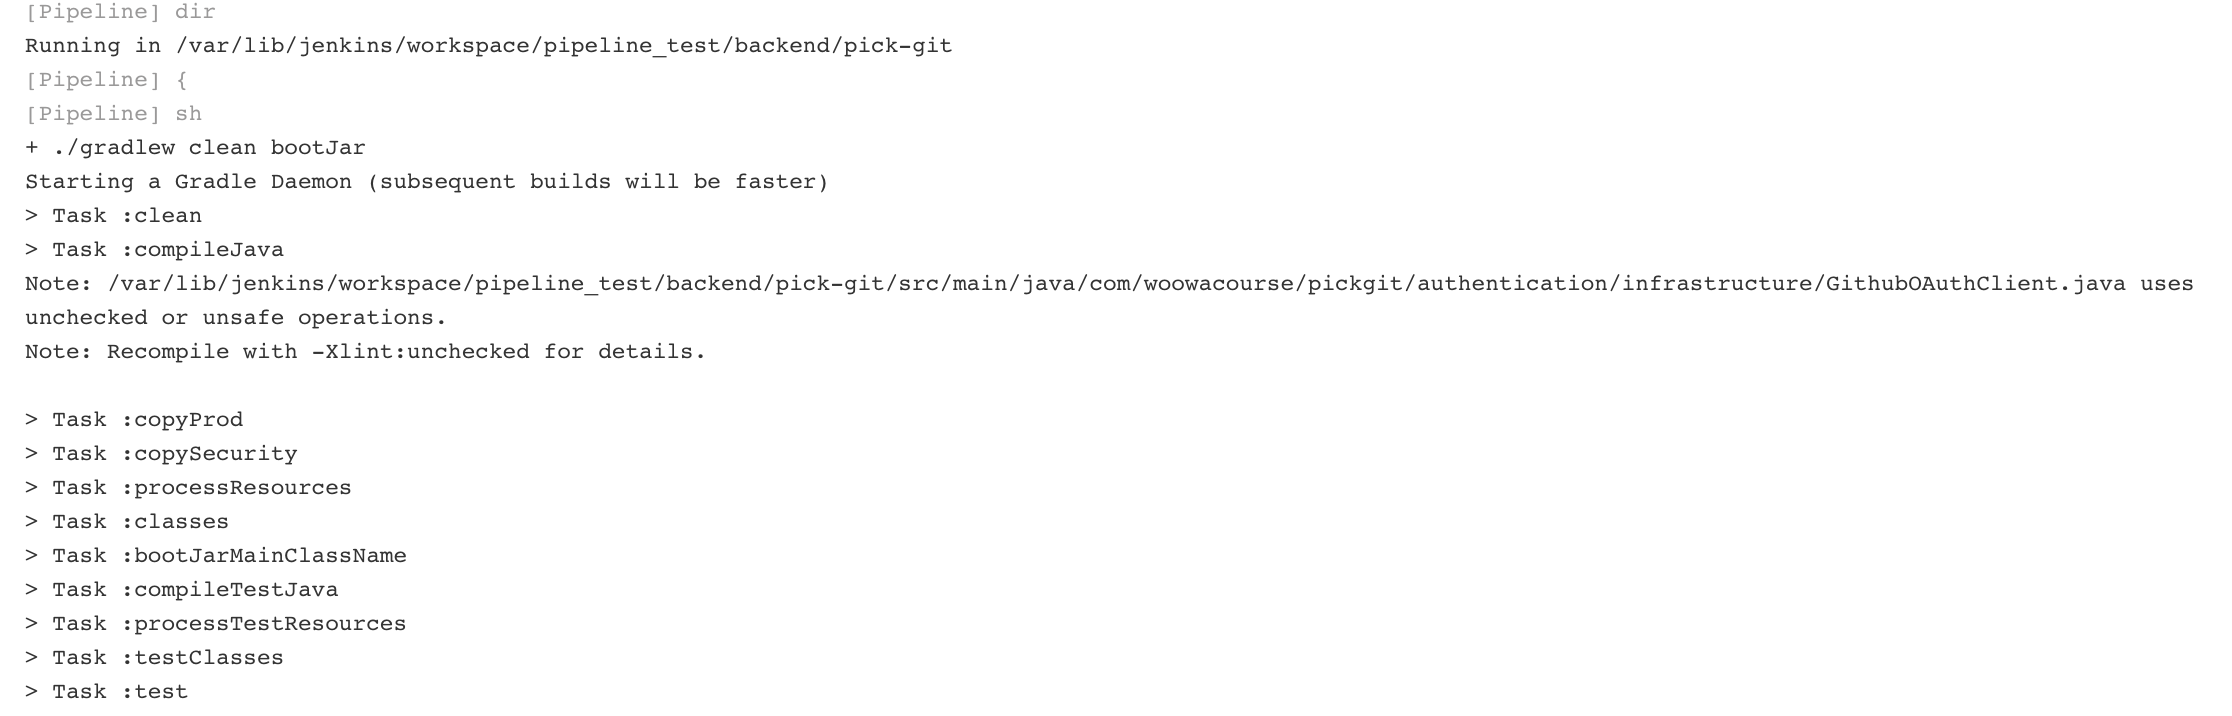 [Pipeline] dir
Running in /var/lib/jenkins/workspace/pipeline_test/backend/pick-git
[Pipeline] {
[Pipeline] sh
+ ./gradlew clean bootJar
Starting a Gradle Daemon (subsequent builds will be faster)
> Task :clean
> Task :compileJava
Note: /var/lib/jenkins/workspace/pipeline_test/backend/pick-git/src/main/java/com/woowacourse/pickgit/authentication/infrastructure/GithubOAuthClient.java uses
unchecked or unsafe operations.
Note: Recompile with -Xlint:unchecked for details.
> Task :copyProd
> Task :copySecurity
> Task :processResources
> Task :classes
> Task :bootJarMainClassName
> Task :compileTestJava
> Task :processTestResources
> Task :testClasses
> Task :test